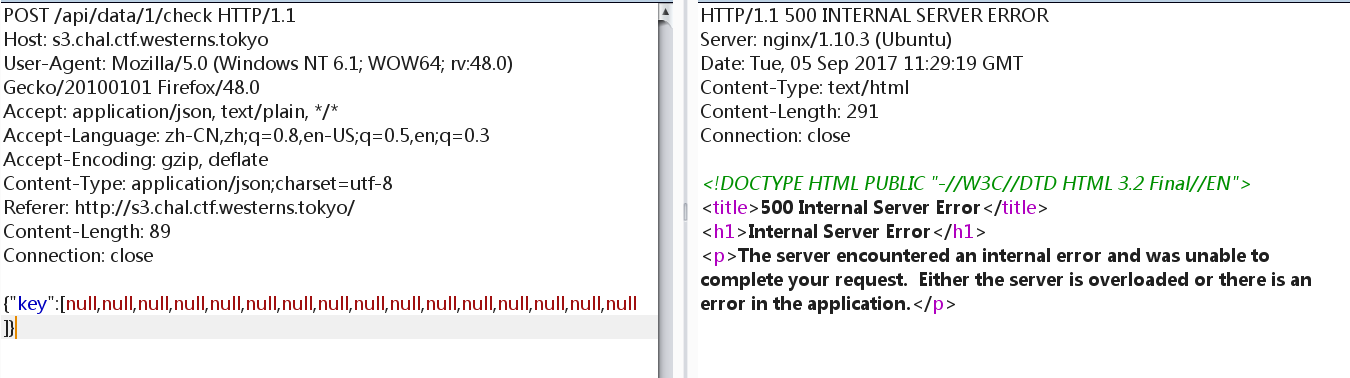 POST /api/data/1/check HTTP/1.1
Host: s3.chal.ctf.westerns.tokyo
User-Agent: Mozilla/5.0 (Windows NT 6.1; WOW64; rv:48.0)
Gecko/20100101 Firefox/48.0
Accept: application/json, text/plain, */*
Accept-Language: zh-CN,zh;q=0.8,en-US;q=0.5,en;q=0.3
Accept-Encoding: gzip, deflate
Content-Type: application/json;charset=utf-8
Referer: http://s3.chal.ctf.westerns.tokyo/
Content-Length: 89
Connection: close
{"key":[null,null,null,null,null,null,null,null,null,null,null,null,null,null,null,null
]}
HTTP/1.1 500 INTERNAL SERVER ERROR
Server: nginx/1.10.3 (Ubuntu)
Date: Tue, 05 Sep 2017 11:29:19 GMT
Content-Type: text/html
Content-Length: 291
Connection: close
<!DOCTYPE HTML PUBLIC "-//W3C//DTD HTML 3.2 Final//EN">
<title>500 Internal Server Error</title>
<h1>Internal Server Error</h1>
<p>The server encountered an internal error and was unable to
complete your request.  Either the server is overloaded or there is an
error in the application.</p>